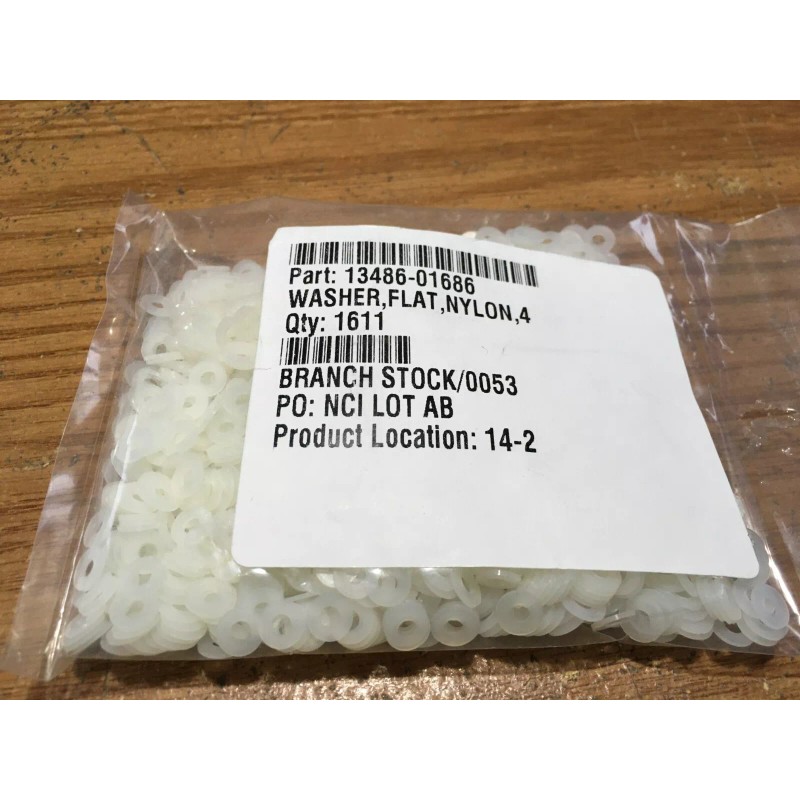 Part: 13486-01686
WASHER,FLAT,NYLON,4
Qty: 1611
BRANCH STOCK/0053
PO: NCI LOT AB
Product Location: 14-2